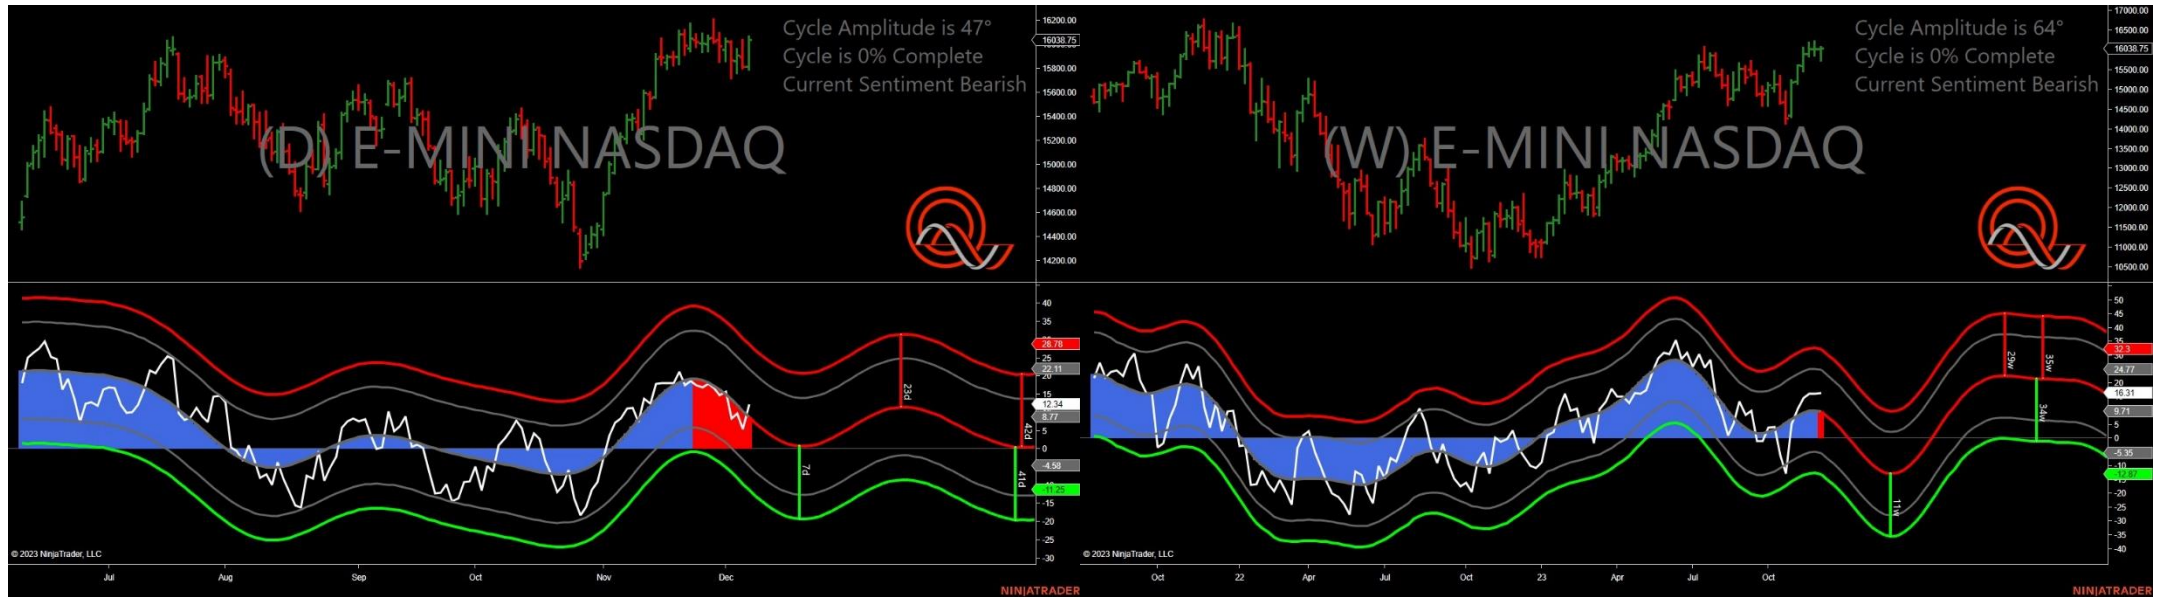 Cycle Amplitude is 47°
Cycle is 0% Complete
Current Sentiment Bearish
(D) E-MINI NASDAQ
16200.00
16038.75
15800.00
15400.00
15200.00
15000.00
14800.00
14600.00
14400.00
14200.00
40
35
28.78
22.11
20
15
12.34
8.77
5
0
-4.58
-11.25
-15
-20
-25
-30
23d
42d
7d
41d
© 2023 NinjaTrader, LLC
Jul
Aug
Sep
Oct
Nov
Dec
NINJATRADER
Cycle Amplitude is 64°
Cycle is 0% Complete
Current Sentiment Bearish
(W) E-MINI NASDAQ
17000.00
16500.00
16038.75
15500.00
15000.00
14500.00
14000.00
13500.00
13000.00
12500.00
12000.00
11500.00
11000.00
10500.00
50
45
40
35
32.3
30
24.77
20
16.31
9.71
5
0
-5.35
-10
-12.87
-20
-25
-30
-35
-40
29w
35w
34w
11w
© 2023 NinjaTrader, LLC
Oct
22
Apr
Jul
Oct
23
Apr
Jul
Oct
NINJATRADER